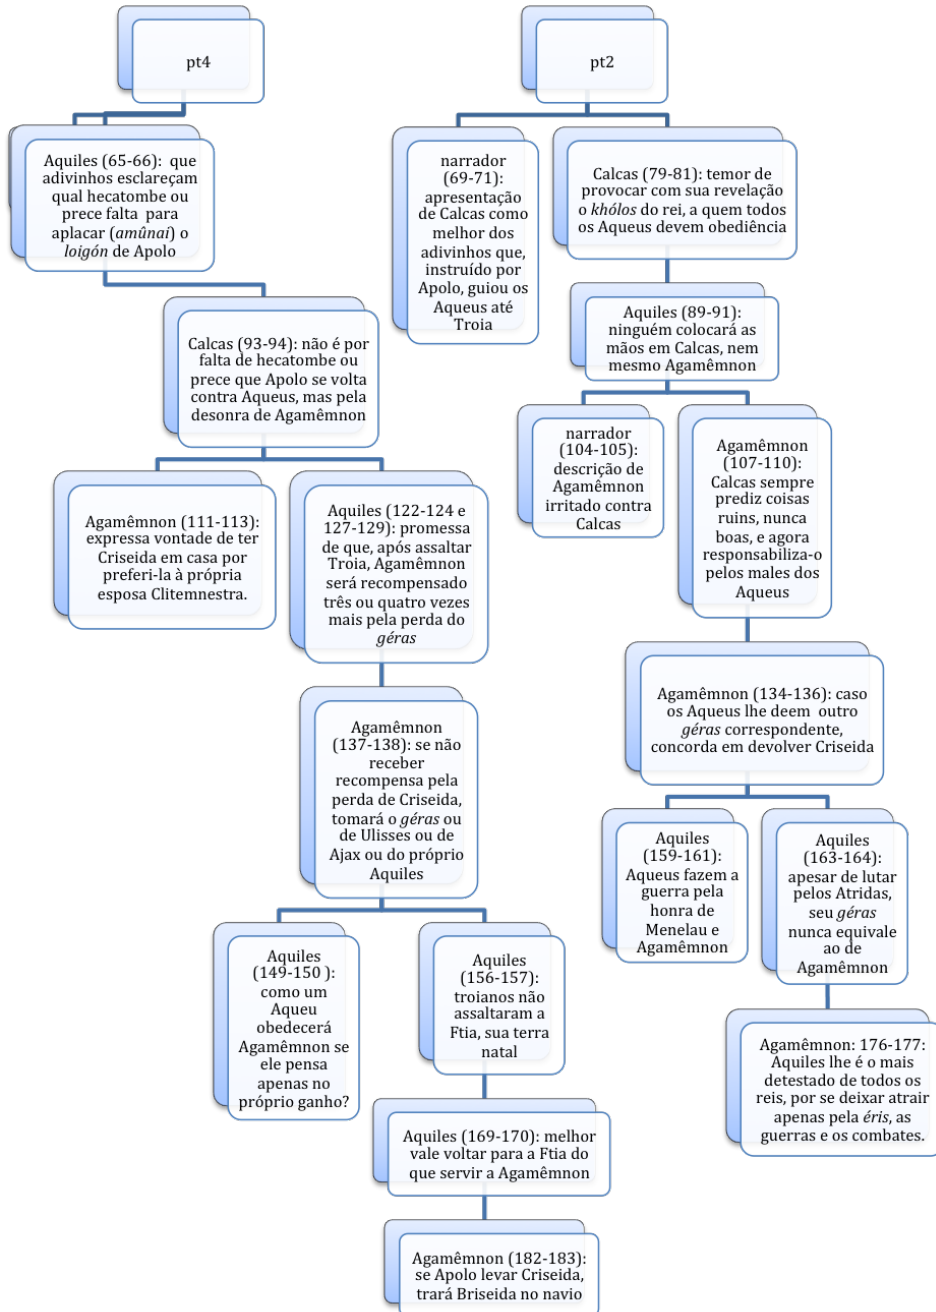 pt4
Aquiles (65-66): que
adivinhos esclareçam
qual hecatombe ou
prece falta para
aplacar (amûnai) o
loigón de Apolo
Calcas (93-94): não é por
falta de hecatombe ou
prece que Apolo se volta
contra Aqueus, mas pela
desonra de Agamêmnon
Agamêmnon (111-113):
expressa vontade de ter
Criseida em casa por
preferi-la à própria
esposa Clitemnestra.
Aquiles (122-124 e
127-129): promessa
de que, após assaltar
Troia, Agamêmnon
será recompensado
três ou quatro vezes
mais pela perda do
géras
Agamêmnon
(137-138): se não
receber
recompensa pela
perda de Criseida,
tomará o géras ou
de Ulisses ou de
Ajax ou do próprio
Aquiles
Aquiles
(149-150 ):
como um
Aqueu
obedecerá
Agamêmnon se
ele pensa
apenas no
próprio ganho?
Aquiles
(156-157):
troianos não
assaltaram a
Ftia, sua terra
natal
Aquiles (169-170): melhor
vale voltar para a Ftia do
que servir a Agamêmnon
Agamêmnon (182-183):
se Apolo levar Criseida,
trará Briseida no navio
pt2
narrador
(69-71):
apresentação
de Calcas como
melhor dos
adivinhos que,
instruído por
Apolo, guiou os
Aqueus até
Troia
Calcas (79-81): temor de
provocar com sua revelação
o khólos do rei, a quem todos
os Aqueus devem obediência
Aquiles (89-91):
ninguém colocará as
mãos em Calcas, nem
mesmo Agamêmnon
narrador
(104-105):
descrição de
Agamêmnon
irritado contra
Calcas
Agamêmnon
(107-110):
Calcas sempre
prediz coisas
ruins, nunca
boas, e agora
responsabiliza-o
pelos males dos
Aqueus
Agamêmnon (134-136): caso
os Aqueus lhe deem outro
géras correspondente,
concorda em devolver Criseida
Aquiles
(159-161):
Aqueus fazem a
guerra pela
honra de
Menelau e
Agamêmnon
Aquiles
(163-164):
apesar de lutar
pelos Atridas,
seu géras
nunca equivale
ao de
Agamêmnon
Agamêmnon: 176-177:
Aquiles lhe é o mais
detestado de todos os
reis, por se deixar atrair
apenas pela éris, as
guerras e os combates.